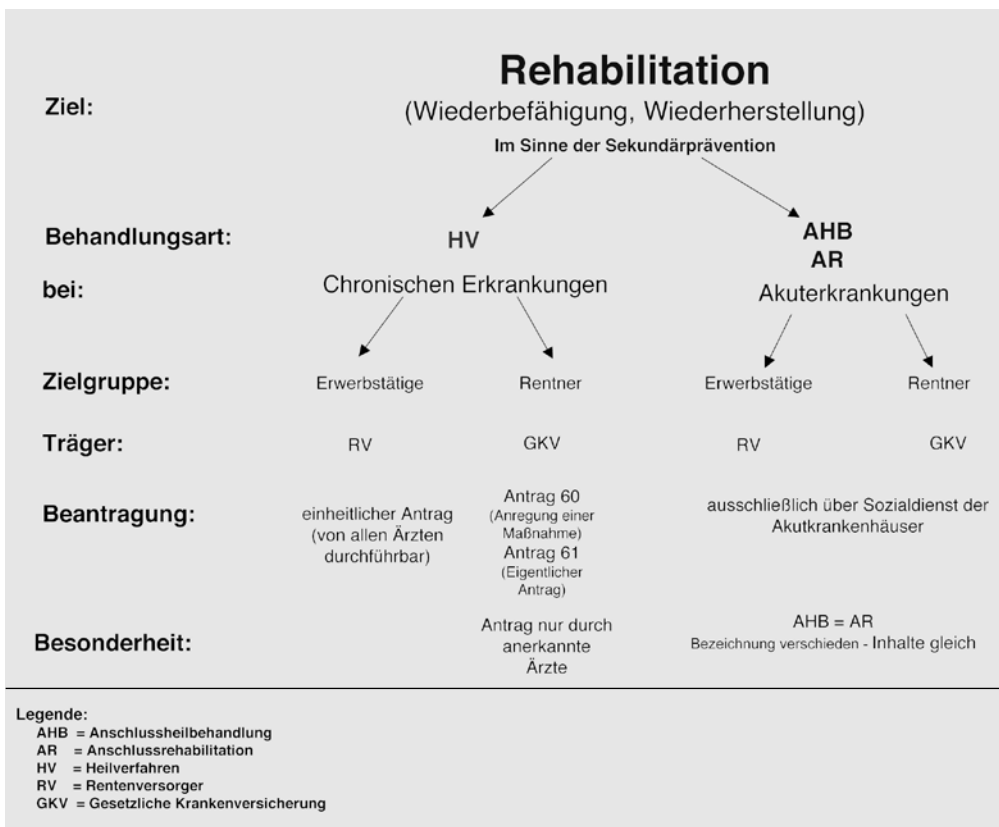 Rehabilitation
Ziel:
(Wiederbefähigung, Wiederherstellung)
Im Sinne der Sekundärprävention
Behandlungsart:
HV
AHB
AR
bei:
Chronischen Erkrankungen
Akuterkrankungen
Zielgruppe:
Erwerbstätige
Rentner
Erwerbstätige
Rentner
Träger:
RV
GKV
RV
GKV
Beantragung:
einheitlicher Antrag
(von allen Ärzten
durchführbar)
Antrag 60
(Anregung einer
Maßnahme)
Antrag 61
(Eigentlicher
Antrag)
ausschließlich über Sozialdienst der
Akutkrankenhäuser
Besonderheit:
Antrag nur durch
anerkannte
Ärzte
AHB = AR
Bezeichnung verschieden - Inhalte gleich
Legende:
AHB = Anschlussheilbehandlung
AR = Anschlussrehabilitation
HV = Heilverfahren
RV = Rentenversorger
GKV = Gesetzliche Krankenversicherung